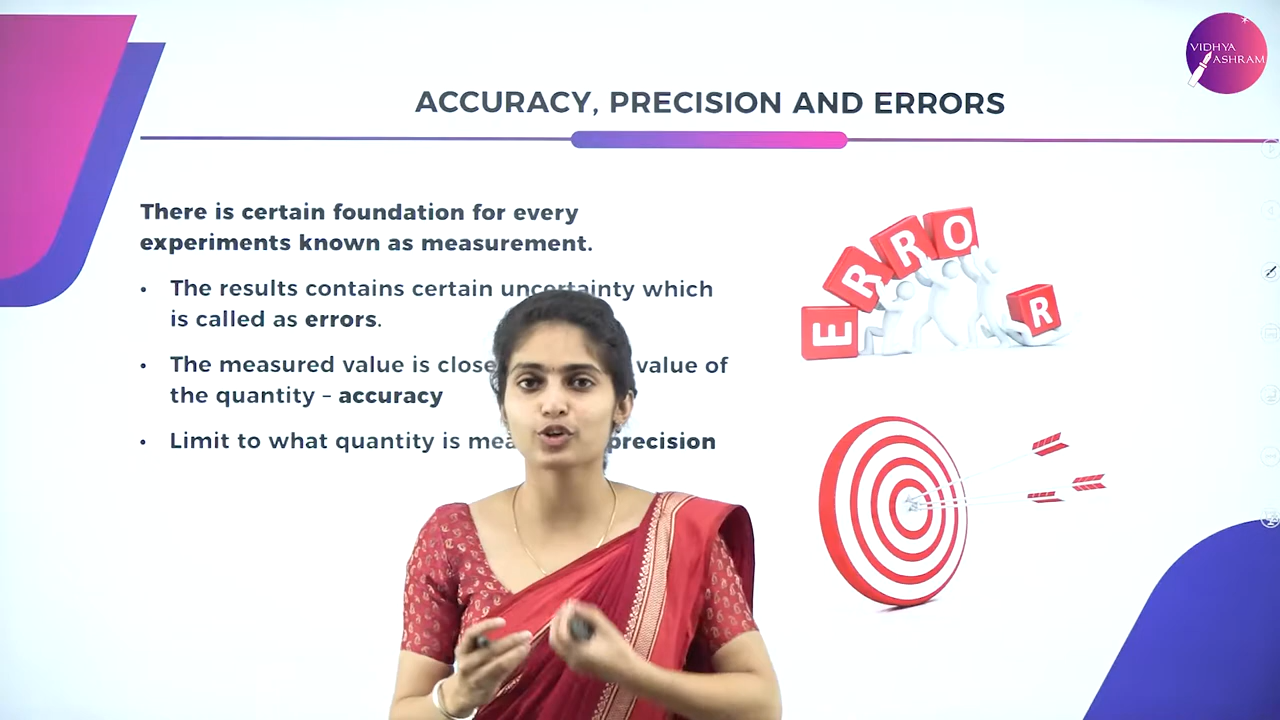 VIDHYA
ASHRAM
ACCURACY, PRECISION AND ERRORS
There is certain foundation for every
experiments known as measurement.
• The results contains certain uncertainty which
is called as errors.
• The measured value is close value of
the quantity – accuracy
• Limit to what quantity is precision
E R R O R